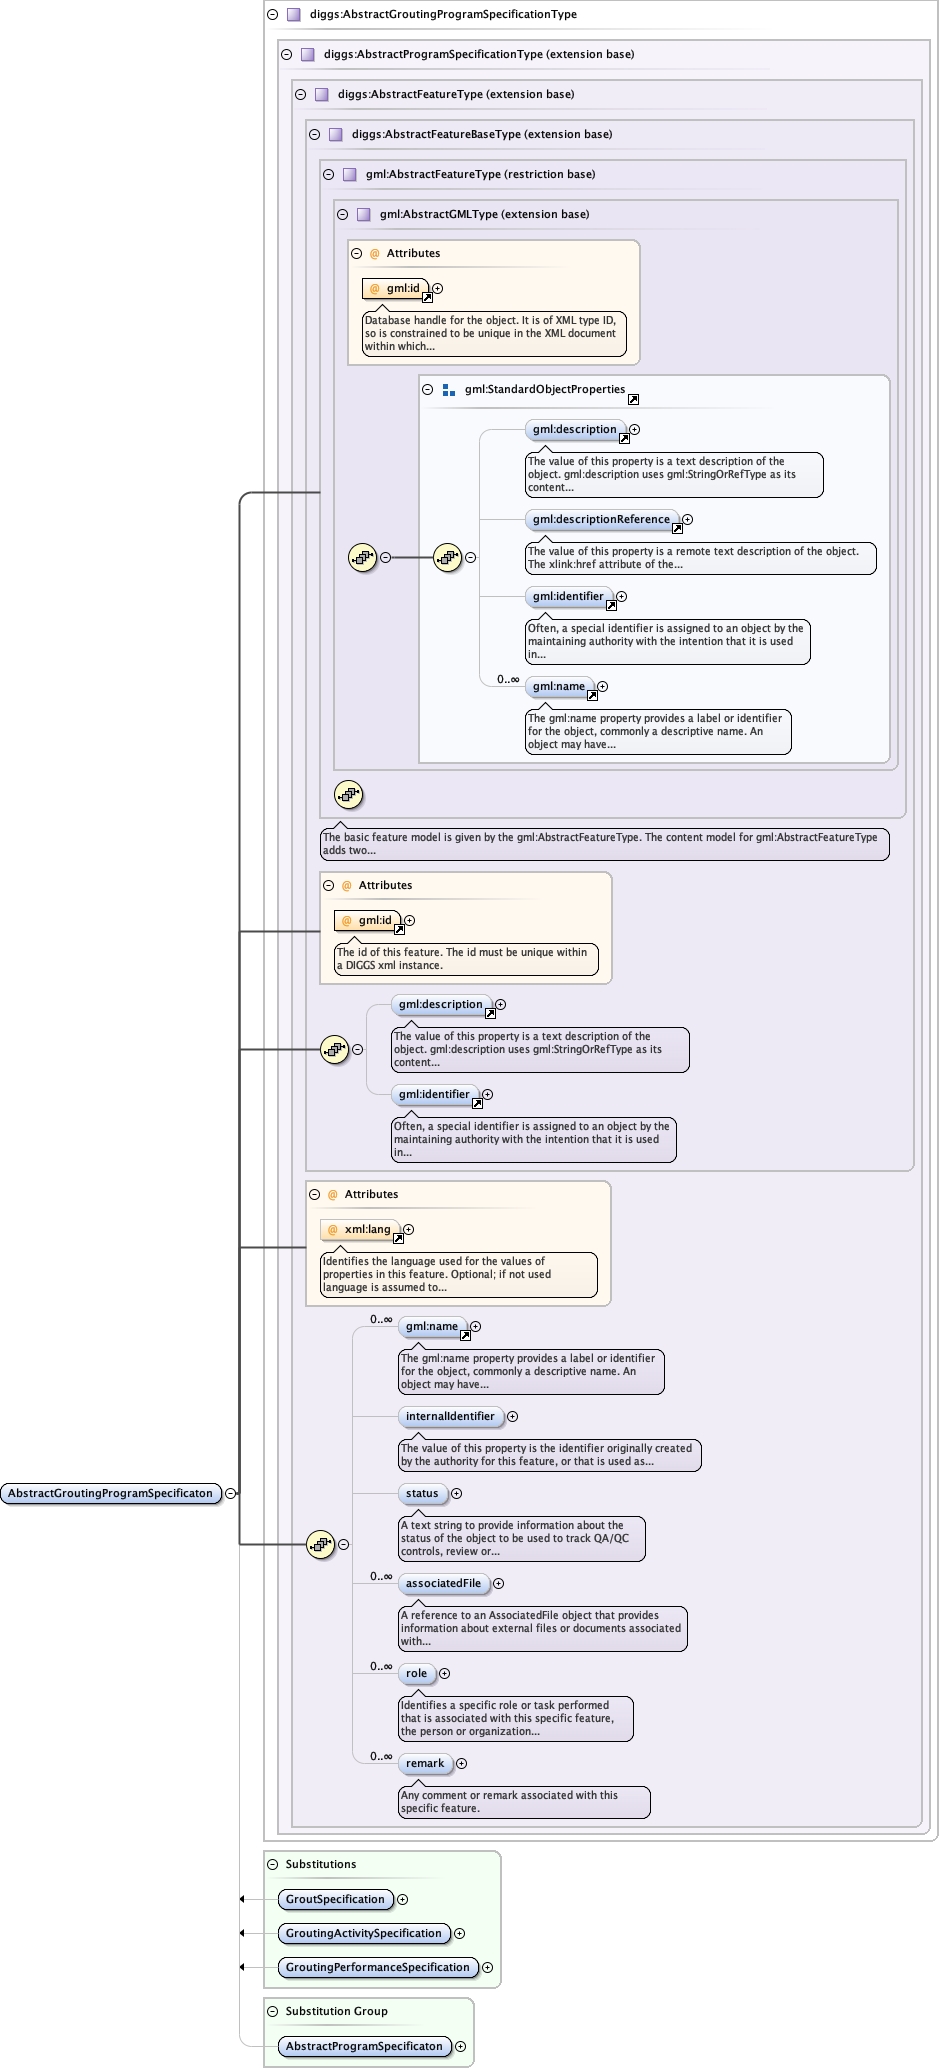 diggs:AbstractGroutingProgramSpecificationType
diggs:AbstractProgramSpecificationType (extension base)
diggs:AbstractFeatureType (extension base)
diggs:AbstractFeatureBaseType (extension base)
gml:AbstractFeatureType (restriction base)
gml:AbstractGMLType (extension base)
@ Attributes
@ gml:id
Database handle for the object. It is of XML type ID,
so is constrained to be unique in the XML document
within which...
gml:StandardObjectProperties
gml:description
The value of this property is a text description of the
object. gml:description uses gml:StringOrRefType as its
content...
gml:descriptionReference
The value of this property is a remote text description of the object.
The xlink:href attribute of the...
gml:identifier
Often, a special identifier is assigned to an object by the
maintaining authority with the intention that it is used
in...
0..∞
gml:name
The gml:name property provides a label or identifier
for the object, commonly a descriptive name. An
object may have...
The basic feature model is given by the gml:AbstractFeatureType. The content model for gml:AbstractFeatureType
adds two...
@ Attributes
@ gml:id
The id of this feature. The id must be unique within
a DIGGS xml instance.
gml:description
The value of this property is a text description of the
object. gml:description uses gml:StringOrRefType as its
content...
gml:identifier
Often, a special identifier is assigned to an object by the
maintaining authority with the intention that it is used
in...
@ Attributes
@ xml:lang
Identifies the language used for the values of
properties in this feature. Optional; if not used
language is assumed to...
0..∞
gml:name
The gml:name property provides a label or identifier
for the object, commonly a descriptive name. An
object may have...
internalIdentifier
The value of this property is the identifier originally created
by the authority for this feature, or that is used as...
AbstractGroutingProgramSpecificaton
status
A text string to provide information about the
status of the object to be used to track QA/QC
controls, review or...
0..∞
associatedFile
A reference to an AssociatedFile object that provides
information about external files or documents associated
with...
0..∞
role
Identifies a specific role or task performed
that is associated with this specific feature,
the person or organization...
0..∞
remark
Any comment or remark associated with this
specific feature.
Substitutions
GroutSpecification
GroutingActivitySpecification
GroutingPerformanceSpecification
Substitution Group
AbstractProgramSpecificaton